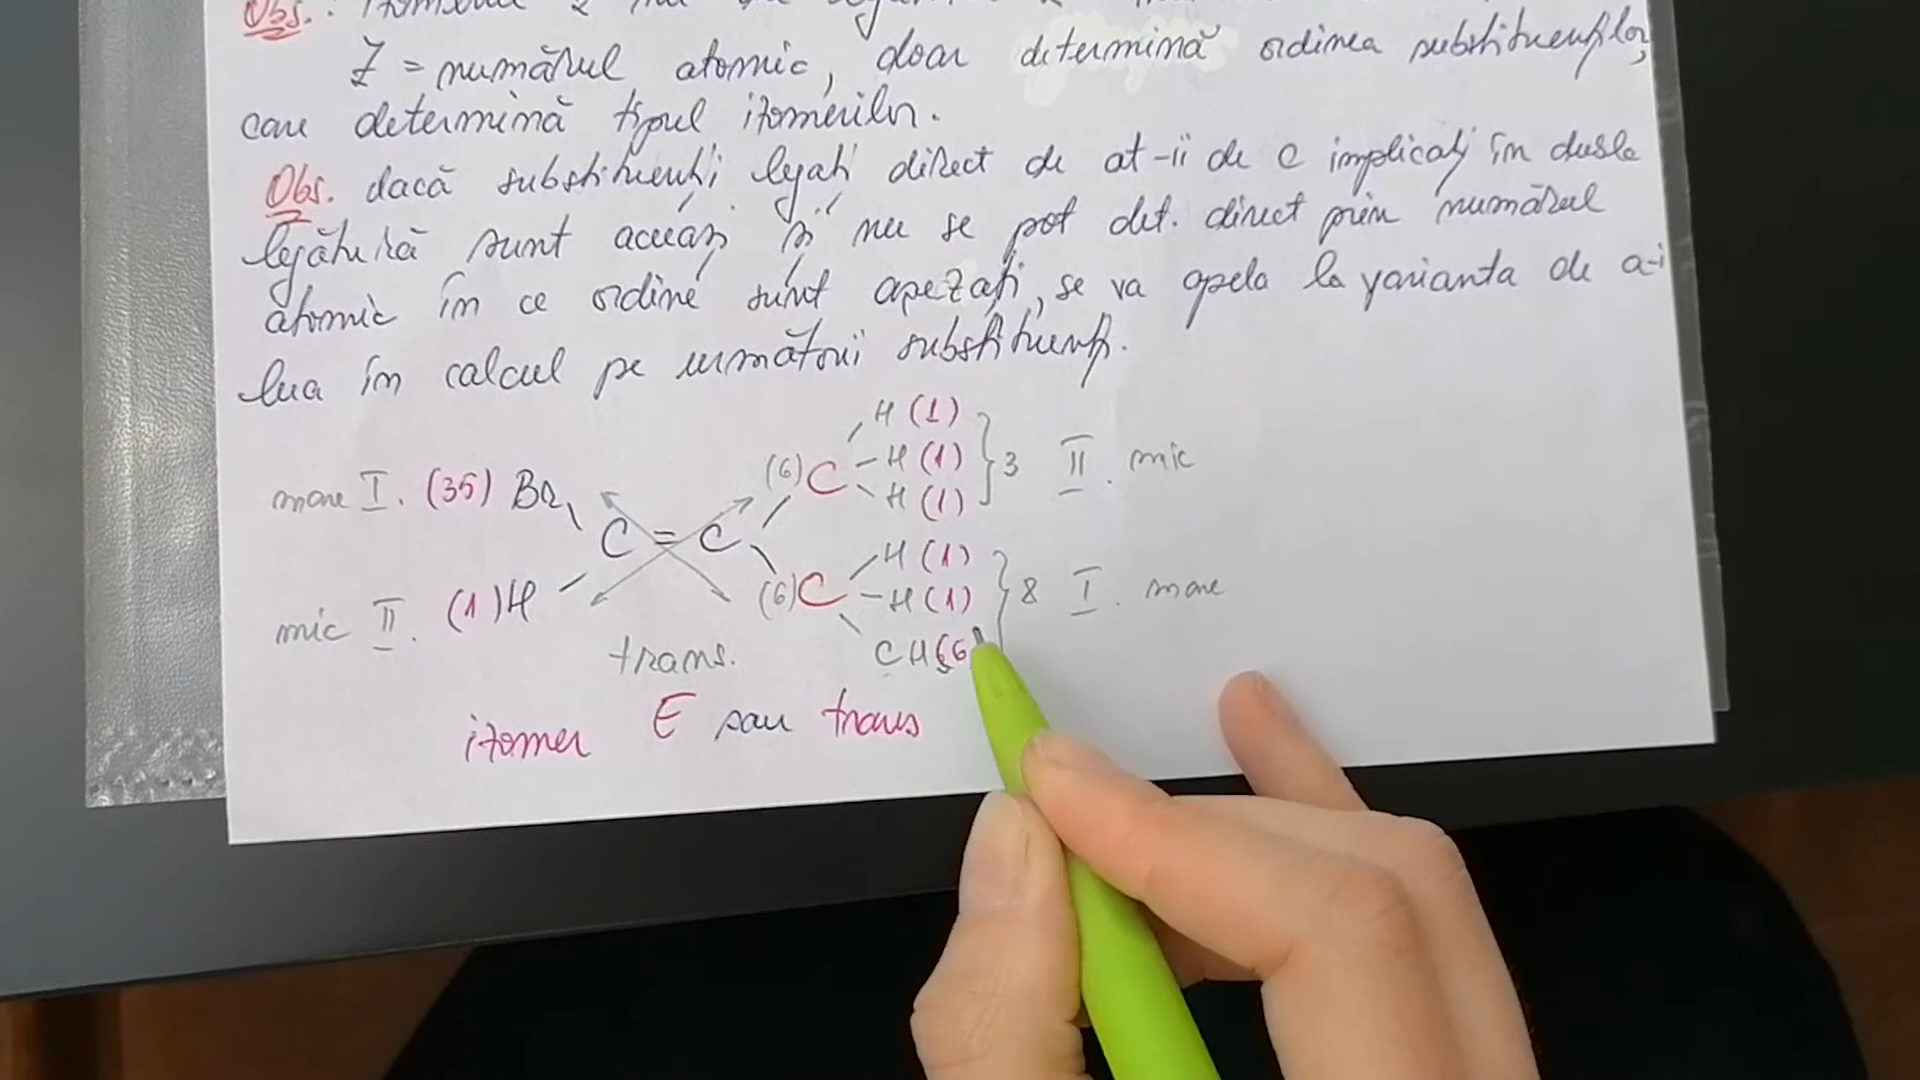 Obs.: Izomerul Z nu
Z = numărul atomic, doar determină ordinea substituenților,
care determină tipul izomerilor.
Obs. dacă substituenții legați direct de at-ii de C implicați în dubla
legătură sunt aceiași și nu se pot det. direct prin numărul
atomic în ce ordine sunt așezați, se va apela la varianta de a-i
lua în calcul pe următorii substituenți.
H (1)
mare I. (35) Br (6) C - H (1) } 3 II. mic
H (1)
C = C
H (1)
mic II. (1) H (6) C - H (1) } 8 I. mare
trans. CH3 (6
izomer E sau trans